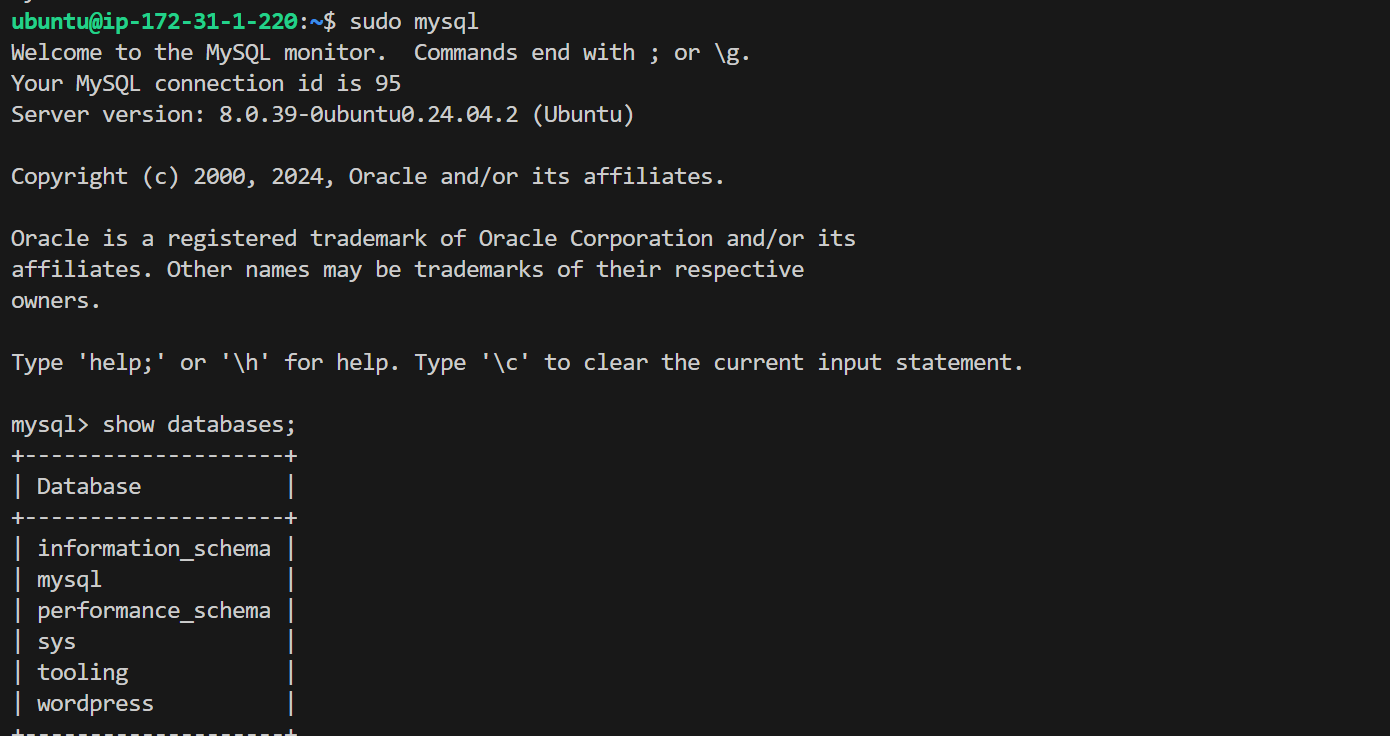 ubuntu@ip-172-31-1-220:~$ sudo mysql
Welcome to the MySQL monitor.  Commands end with ; or \g.
Your MySQL connection id is 95
Server version: 8.0.39-0ubuntu0.24.04.2 (Ubuntu)

Copyright (c) 2000, 2024, Oracle and/or its affiliates.

Oracle is a registered trademark of Oracle Corporation and/or its
affiliates. Other names may be trademarks of their respective
owners.

Type 'help;' or '\h' for help. Type '\c' to clear the current input statement.

mysql> show databases;
+--------------------+
| Database           |
+--------------------+
| information_schema |
| mysql              |
| performance_schema |
| sys                |
| tooling            |
| wordpress          |
+--------------------+